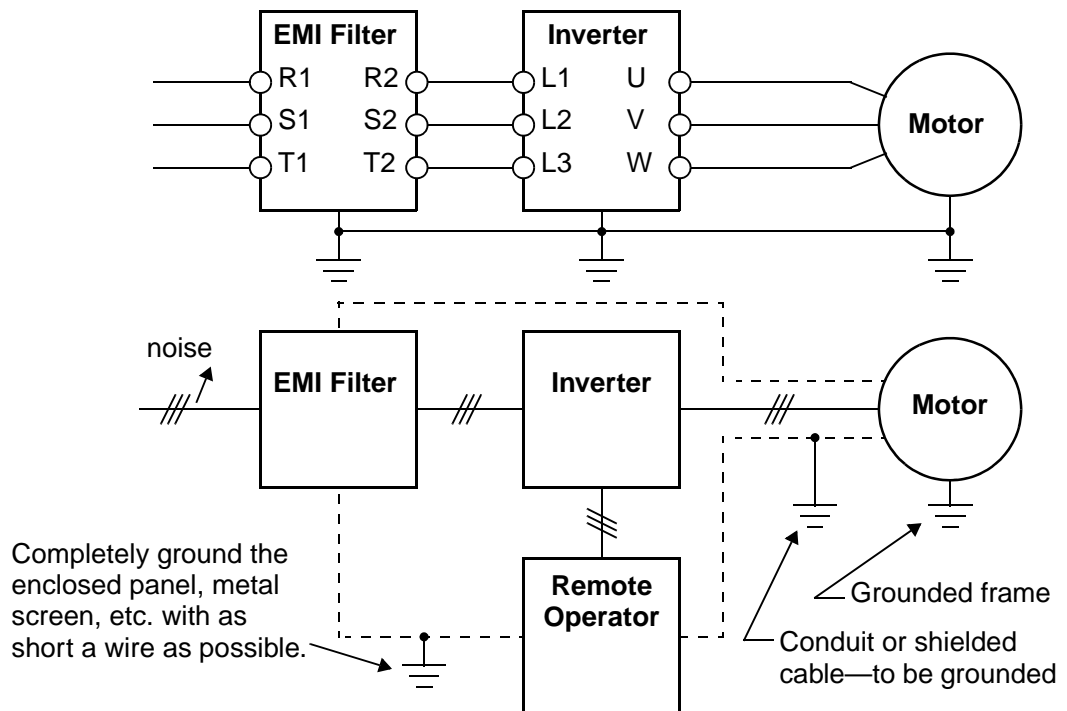 EMI Filter
Inverter
R1 R2 L1 U
S1 S2 L2 V
Motor
T1 T2 L3 W
noise
EMI Filter
Inverter
Motor
Completely ground the
enclosed panel, metal
screen, etc. with as
short a wire as possible.
Remote
Operator
Grounded frame
Conduit or shielded
cable—to be grounded